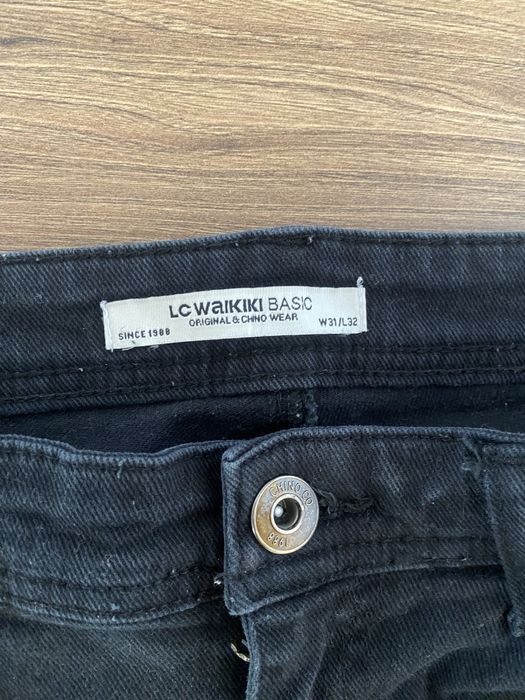 LC WAIKIKI BASIC
ORIGINAL & CHINO WEAR
SINCE 1988
W31/L32
CHINO CO
1988